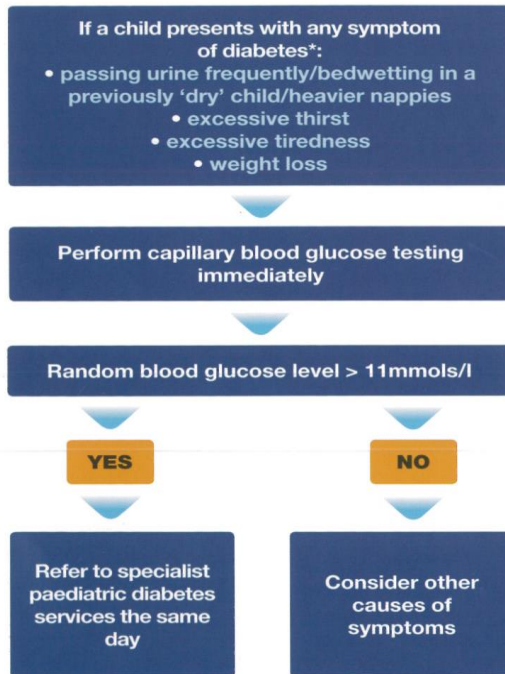 If a child presents with any symptom
of diabetes*:
• passing urine frequently/bedwetting in a
previously ‘dry’ child/heavier nappies
• excessive thirst
• excessive tiredness
• weight loss
Perform capillary blood glucose testing
immediately
Random blood glucose level > 11mmols/l
YES
NO
Refer to specialist
paediatric diabetes
services the same
day
Consider other
causes of
symptoms